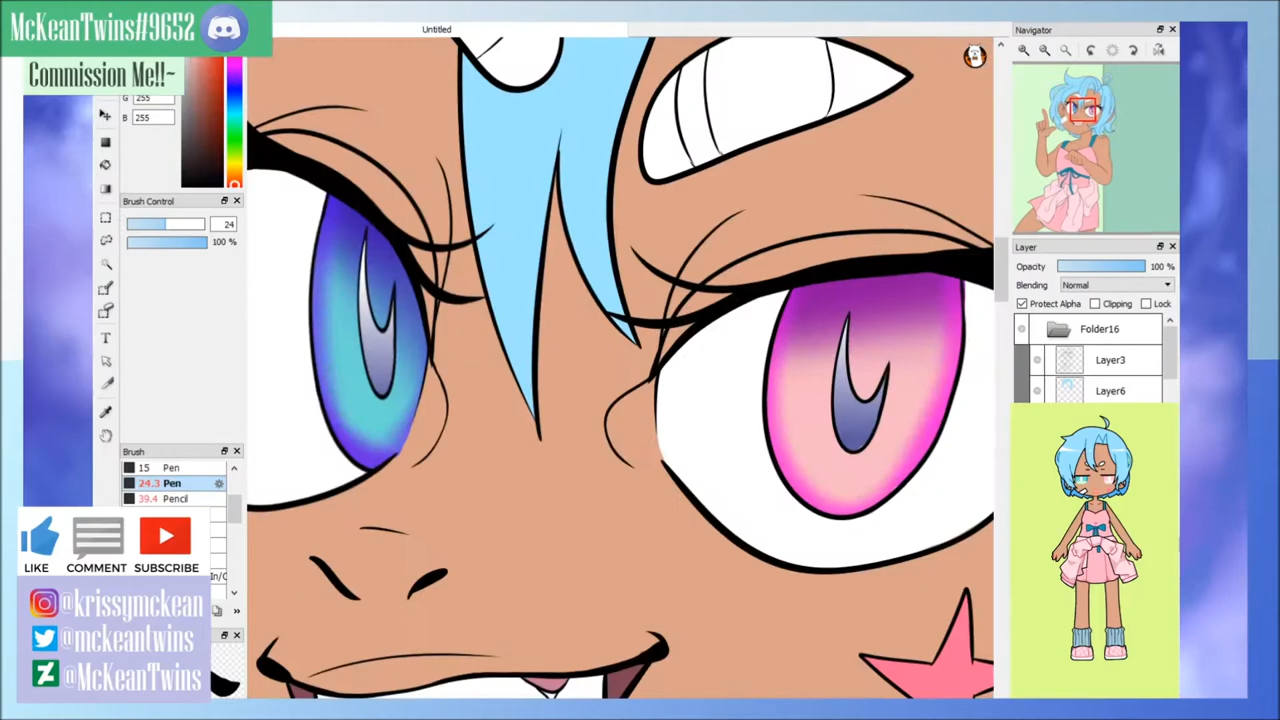 McKeanTwins#9652
Commission Me!!~
Untitled
G 255
B 255
Brush Control
24
100 %
Brush
15 Pen
24.3 Pen
39.4 Pencil
In/O
LIKE COMMENT SUBSCRIBE
@krissymckean
@mckeantwins
@McKeanTwins
Navigator
Layer
Opacity 100 %
Blending Normal
Protect Alpha Clipping Lock
Folder16
Layer3
Layer6
T